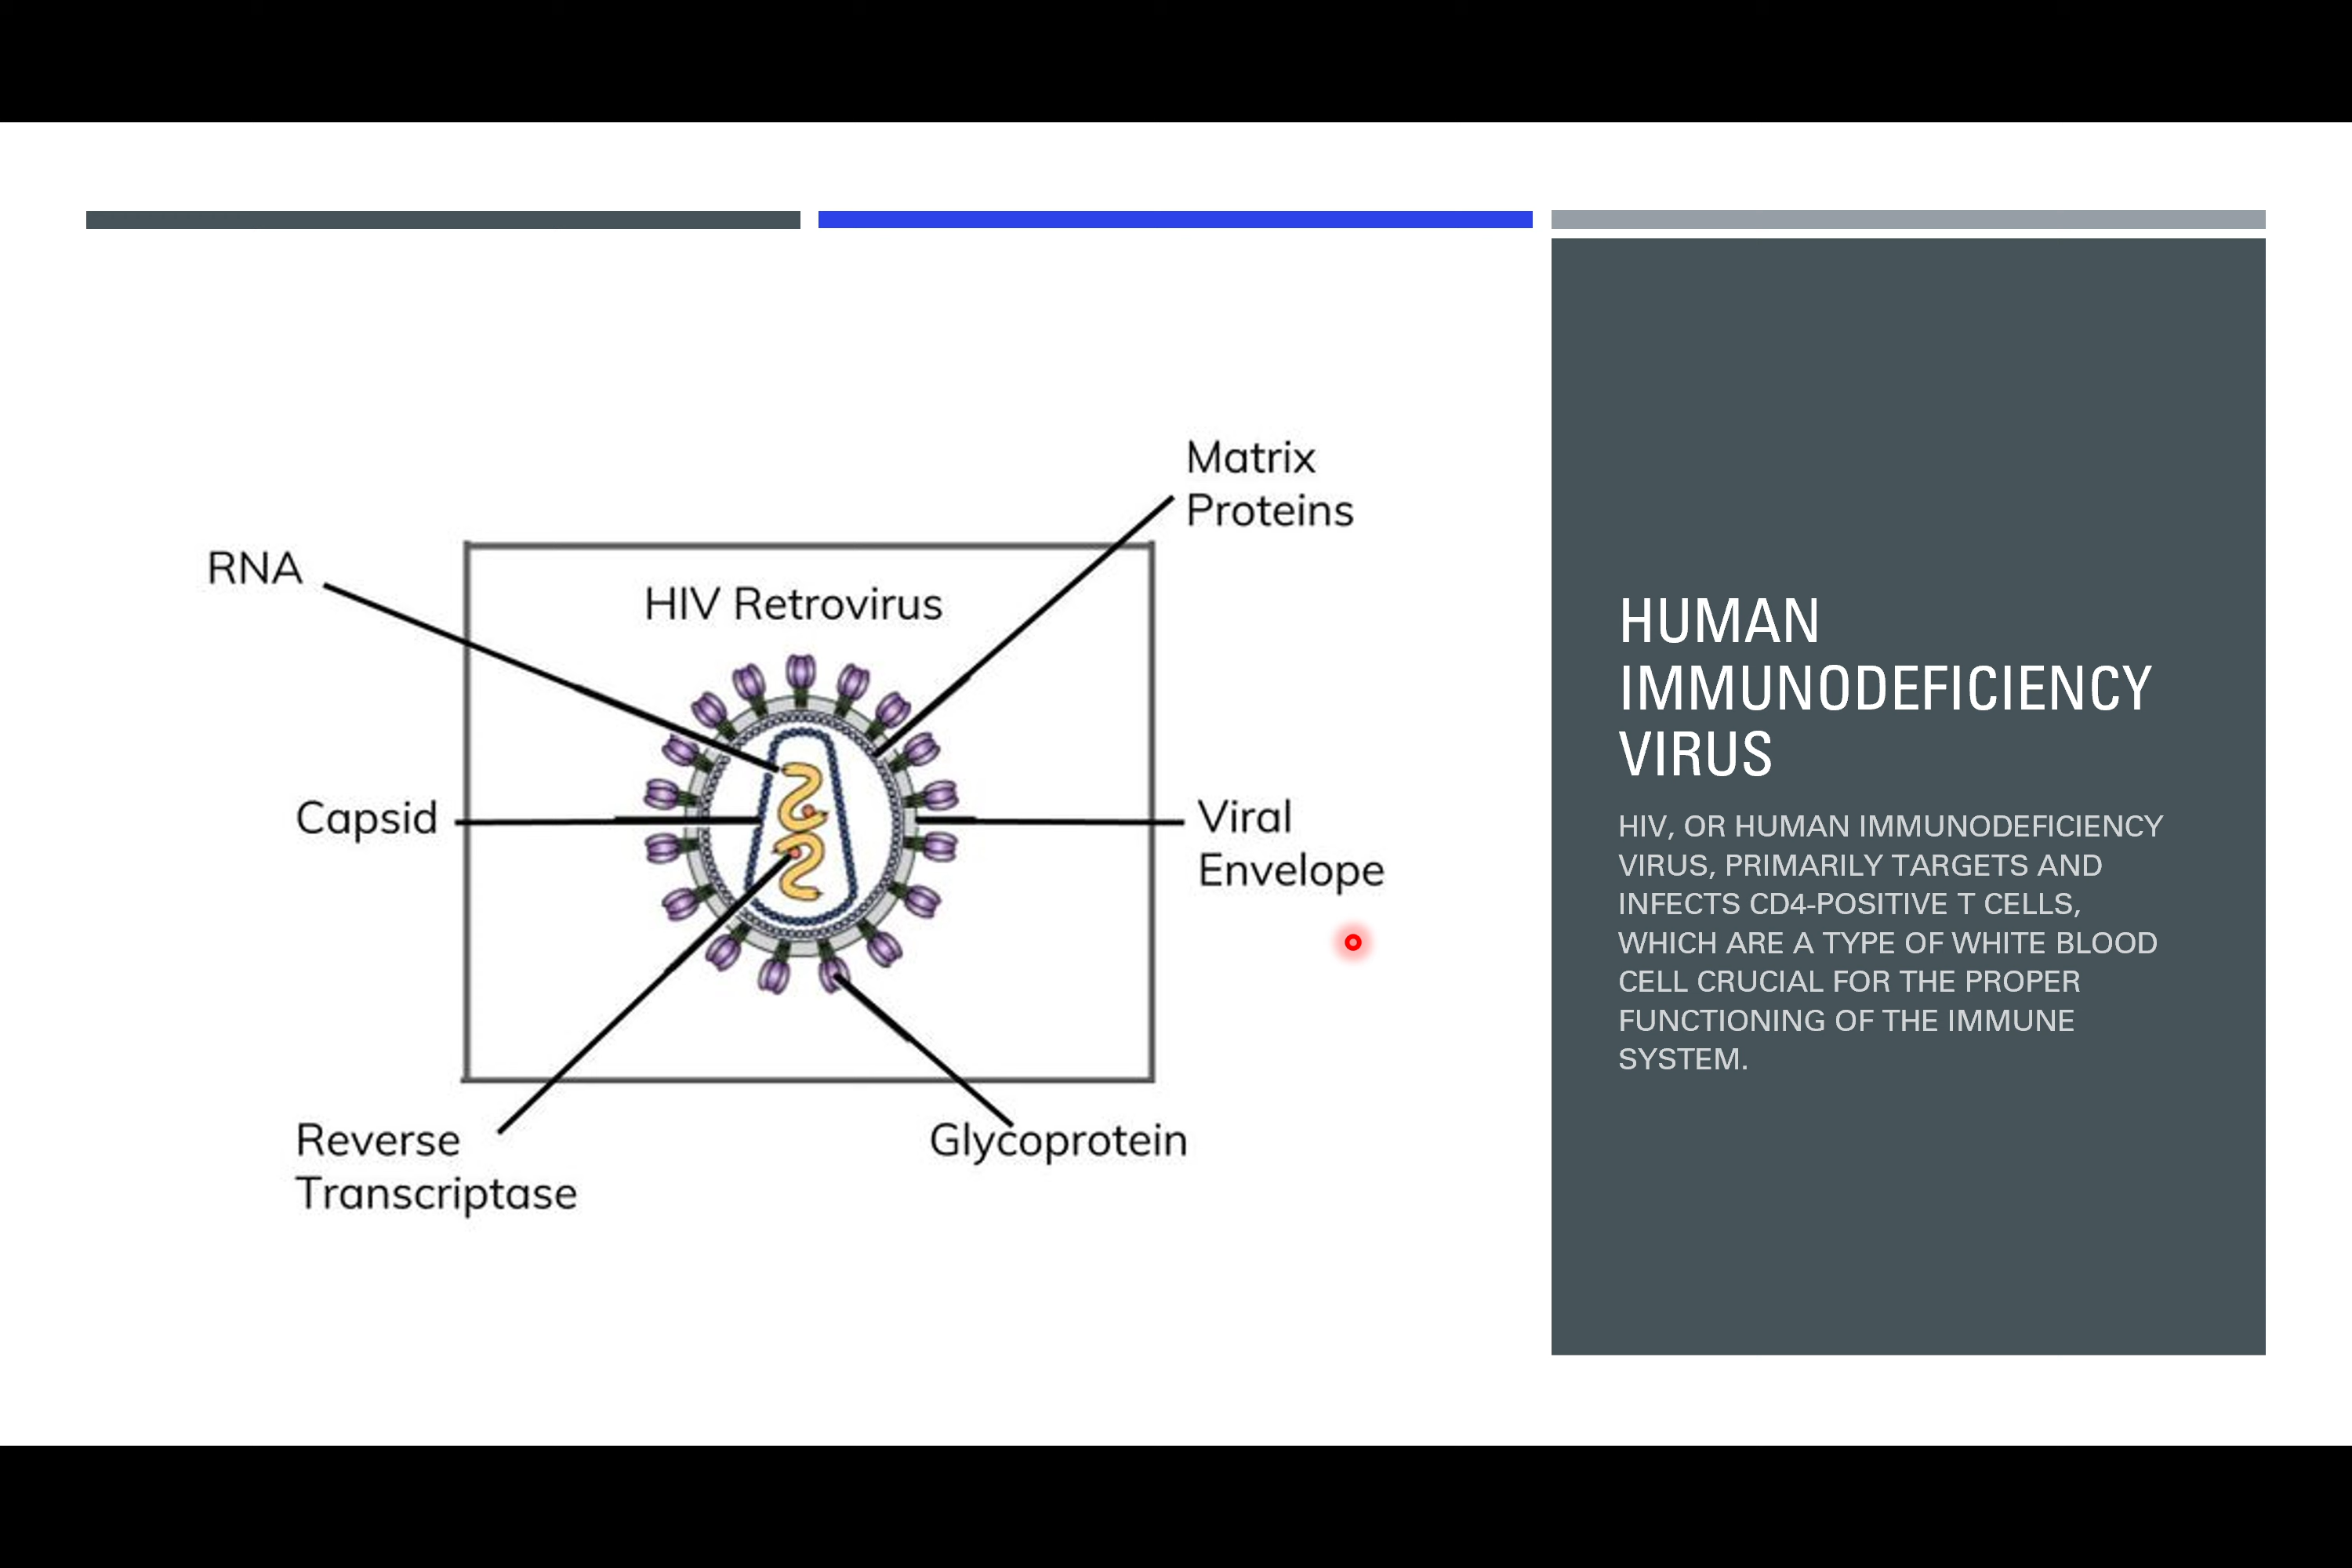 Matrix
Proteins
RNA
HIV Retrovirus
Capsid
Viral
Envelope
Reverse
Transcriptase
Glycoprotein
HUMAN
IMMUNODEFICIENCY
VIRUS
HIV, OR HUMAN IMMUNODEFICIENCY
VIRUS, PRIMARILY TARGETS AND
INFECTS CD4-POSITIVE T CELLS,
WHICH ARE A TYPE OF WHITE BLOOD
CELL CRUCIAL FOR THE PROPER
FUNCTIONING OF THE IMMUNE
SYSTEM.